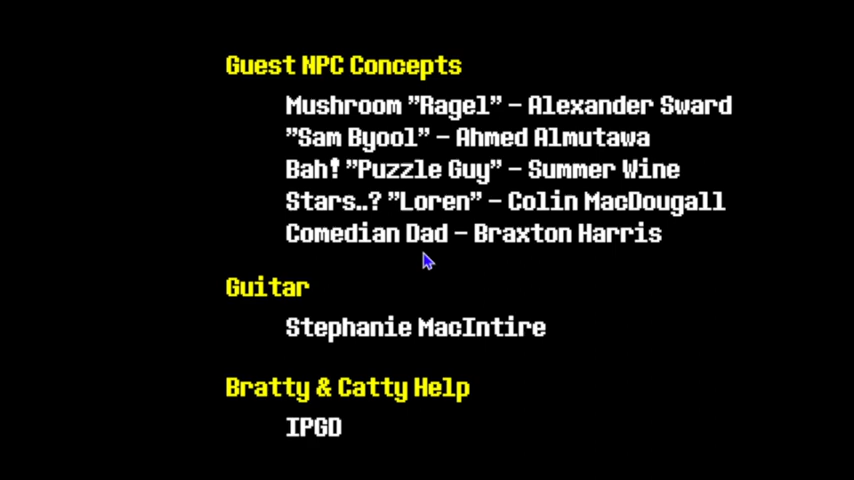 Guest NPC Concepts
Mushroom "Ragel" - Alexander Sward
"Sam Byool" - Ahmed Almutawa
Bah! "Puzzle Guy" - Summer Wine
Stars..? "Loren" - Colin MacDougall
Comedian Dad - Braxton Harris
Guitar
Stephanie MacIntire
Bratty & Catty Help
IPGD